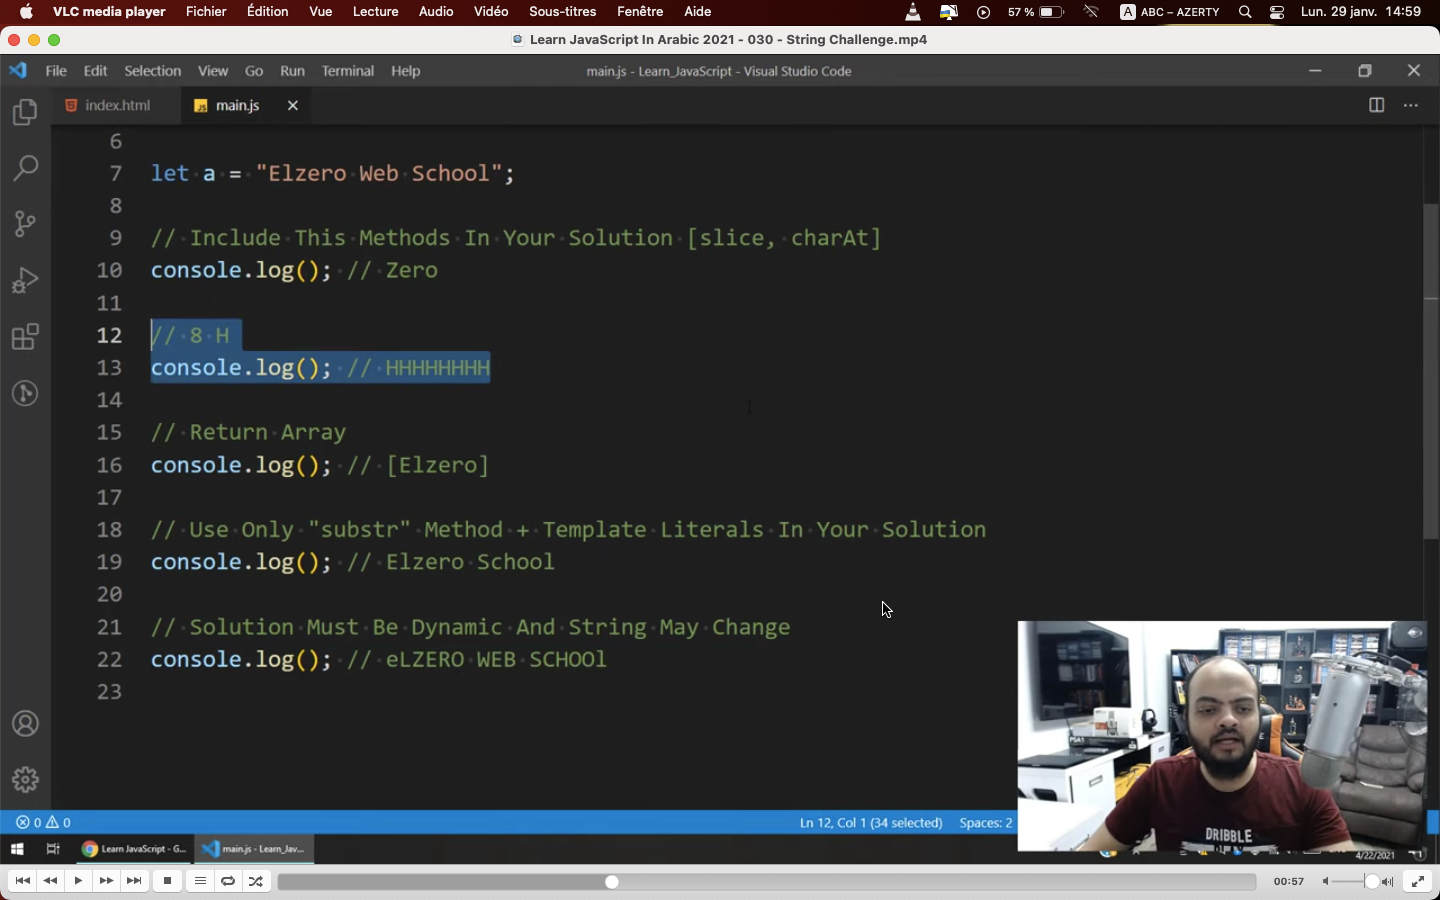 VLC media player Fichier Édition Vue Lecture Audio Vidéo Sous-titres Fenêtre Aide 57 % A ABC – AZERTY Lun. 29 janv. 14:59
Learn JavaScript In Arabic 2021 - 030 - String Challenge.mp4
File Edit Selection View Go Run Terminal Help main.js - Learn_JavaScript - Visual Studio Code
index.html JS main.js
6
7 let a = "Elzero Web School";
8
9 // Include This Methods In Your Solution [slice, charAt]
10 console.log(); // Zero
11
12 // 8 H
13 console.log(); // HHHHHHHH
14
15 // Return Array
16 console.log(); // [Elzero]
17
18 // Use Only "substr" Method + Template Literals In Your Solution
19 console.log(); // Elzero School
20
21 // Solution Must Be Dynamic And String May Change
22 console.log(); // eLZERO WEB SCHOOl
23
DRIBBLE
0 0 Ln 12, Col 1 (34 selected) Spaces: 2
Learn JavaScript - G... main.js - Learn_Jav... 4/22/2021
00:57